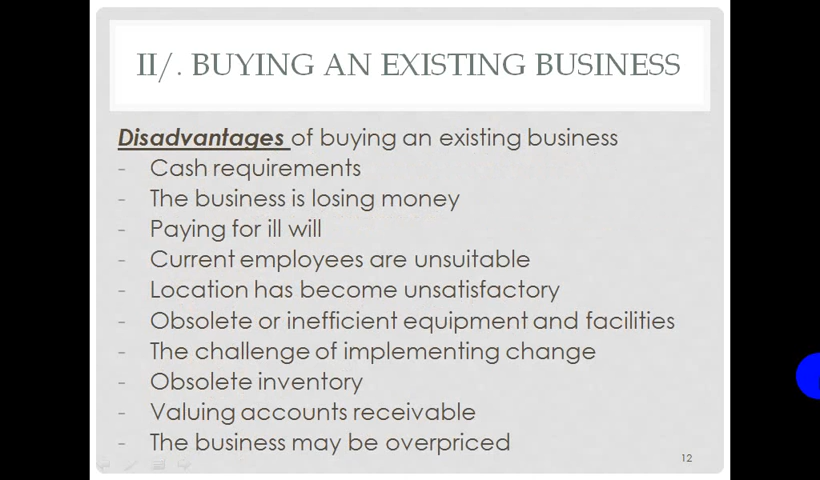 II/. BUYING AN EXISTING BUSINESS
Disadvantages of buying an existing business
- Cash requirements
- The business is losing money
- Paying for ill will
- Current employees are unsuitable
- Location has become unsatisfactory
- Obsolete or inefficient equipment and facilities
- The challenge of implementing change
- Obsolete inventory
- Valuing accounts receivable
- The business may be overpriced
12